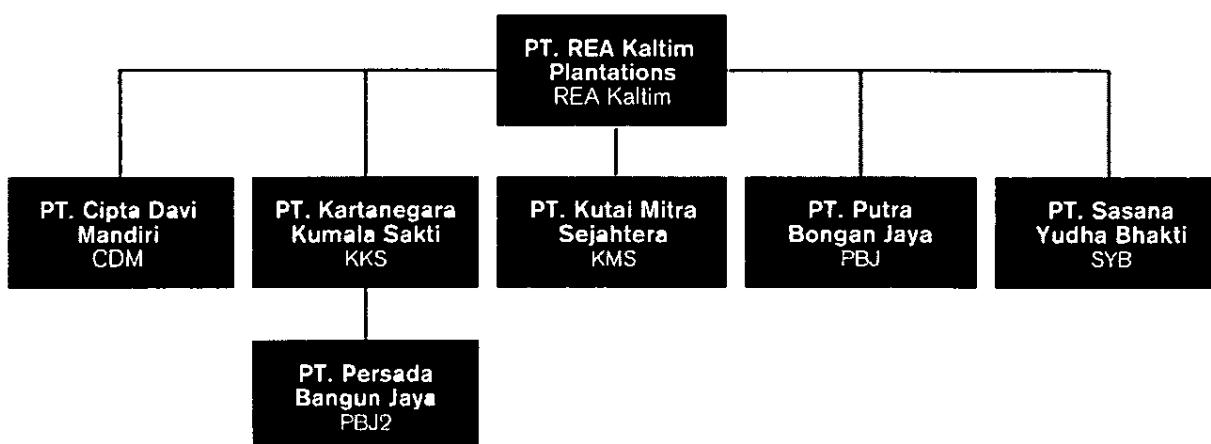 PT. REA Kaltim
Plantations
REA Kaltim
PT. Cipta Davi
Mandiri
CDM
PT. Kartanegara
Kumala Sakti
KKS
PT. Kutai Mitra
Sejahtera
KMS
PT. Putra
Bongan Jaya
PBJ
PT. Sasana
Yudha Bhakti
SYB
PT. Persada
Bangun Jaya
PBJ2